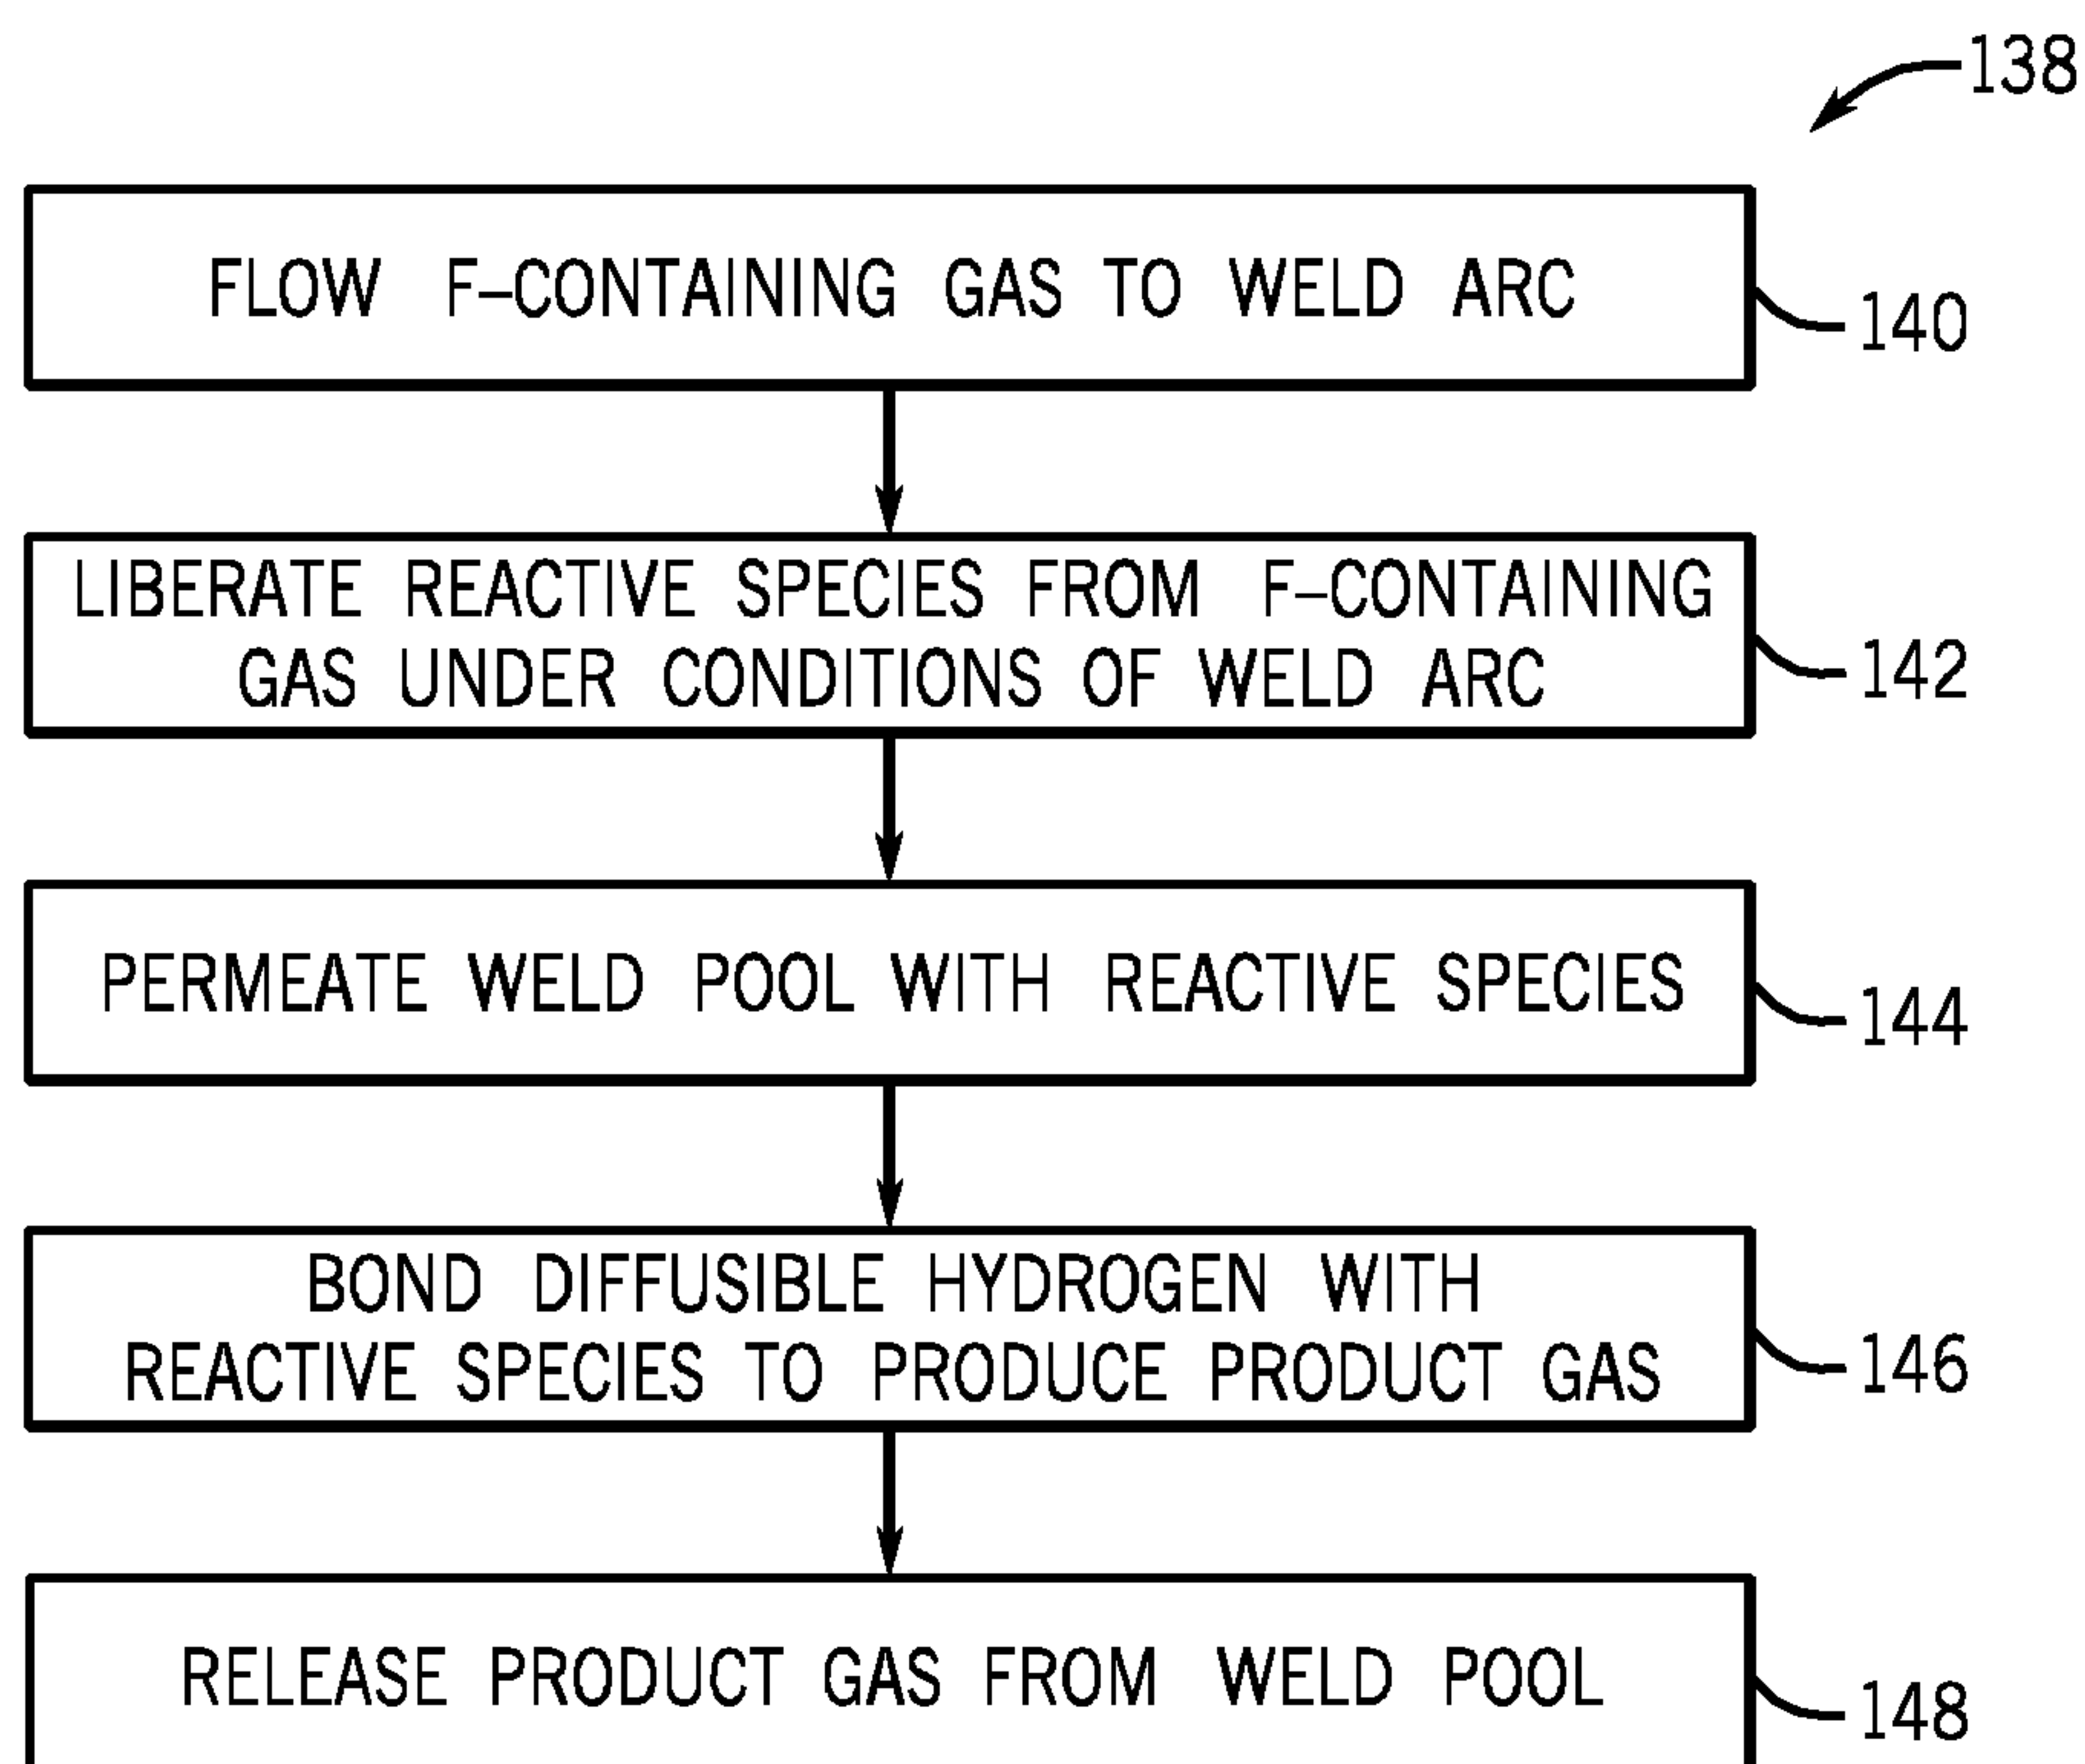 138
FLOW F-CONTAINING GAS TO WELD ARC
140
LIBERATE REACTIVE SPECIES FROM F-CONTAINING
GAS UNDER CONDITIONS OF WELD ARC
142
PERMEATE WELD POOL WITH REACTIVE SPECIES
144
BOND DIFFUSIBLE HYDROGEN WITH
REACTIVE SPECIES TO PRODUCE PRODUCT GAS
146
RELEASE PRODUCT GAS FROM WELD POOL
148